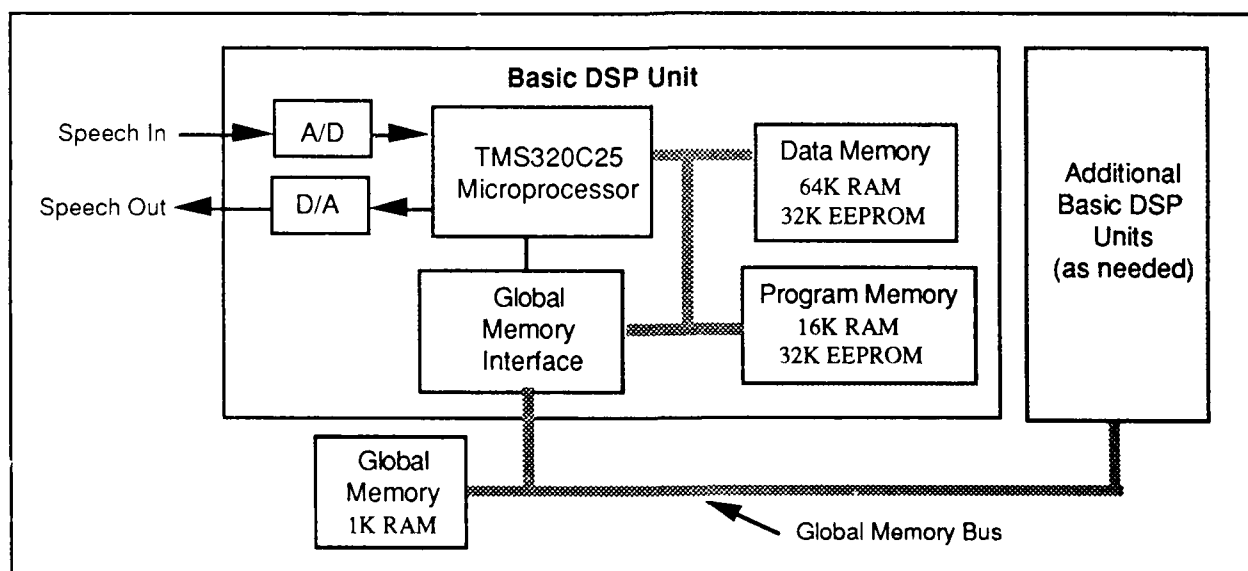 Basic DSP Unit
Speech In
A/D
Speech Out
D/A
TMS320C25
Microprocessor
Data Memory
64K RAM
32K EEPROM
Global
Memory
Interface
Program Memory
16K RAM
32K EEPROM
Additional
Basic DSP
Units
(as needed)
Global
Memory
1K RAM
Global Memory Bus